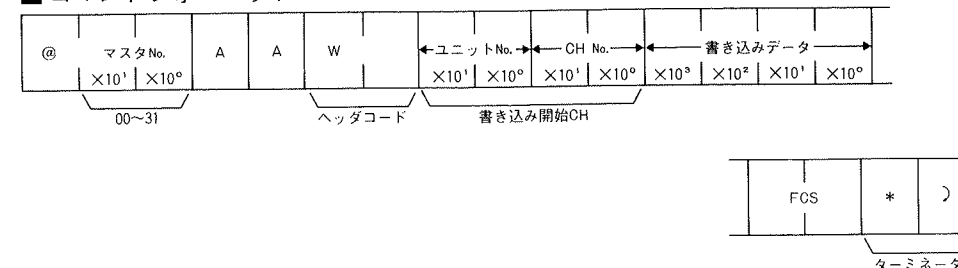 @ マスタNo. A A W ユニットNo. CH No. 書き込みデータ
×10¹ ×10⁰ ×10¹ ×10⁰ ×10¹ ×10⁰ ×10³ ×10² ×10¹ ×10⁰
00～31 ヘッダコード 書き込み開始CH
FCS *
ターミネータ